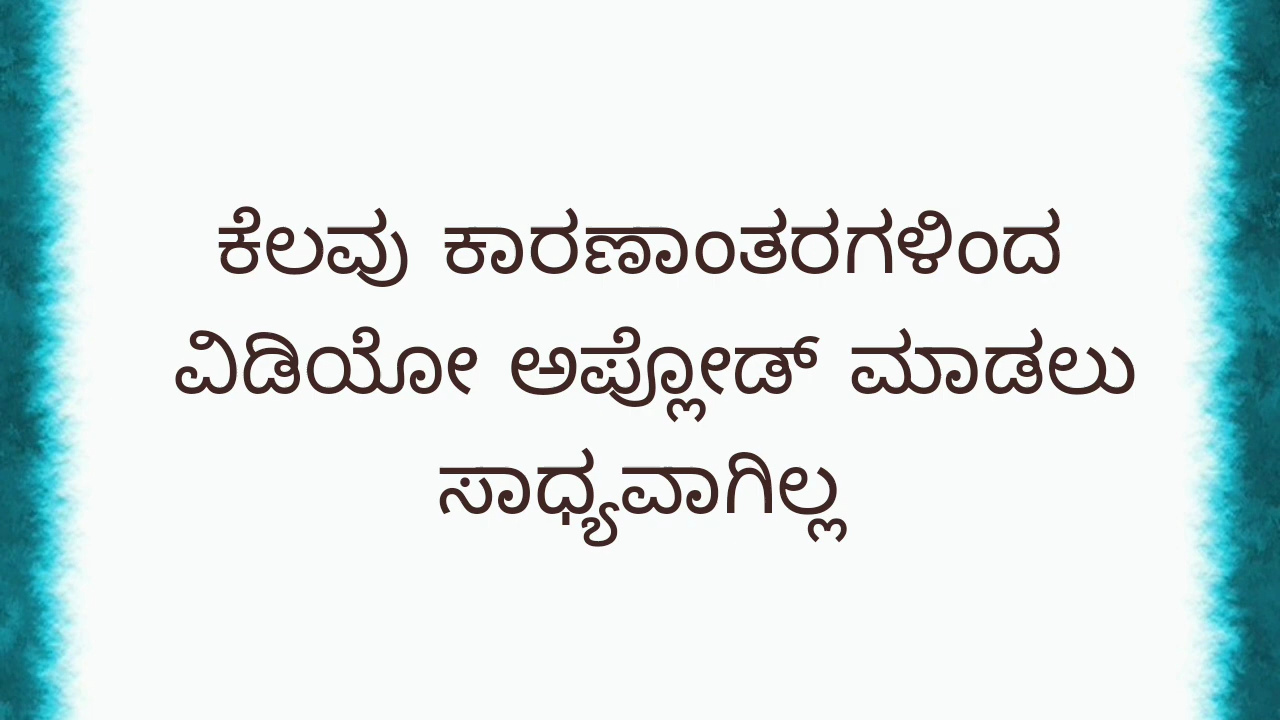 ಕೆಲವು ಕಾರಣಾಂತರಗಳಿಂದ
ವಿಡಿಯೋ ಅಪ್ಲೋಡ್ ಮಾಡಲು
ಸಾಧ್ಯವಾಗಿಲ್ಲ